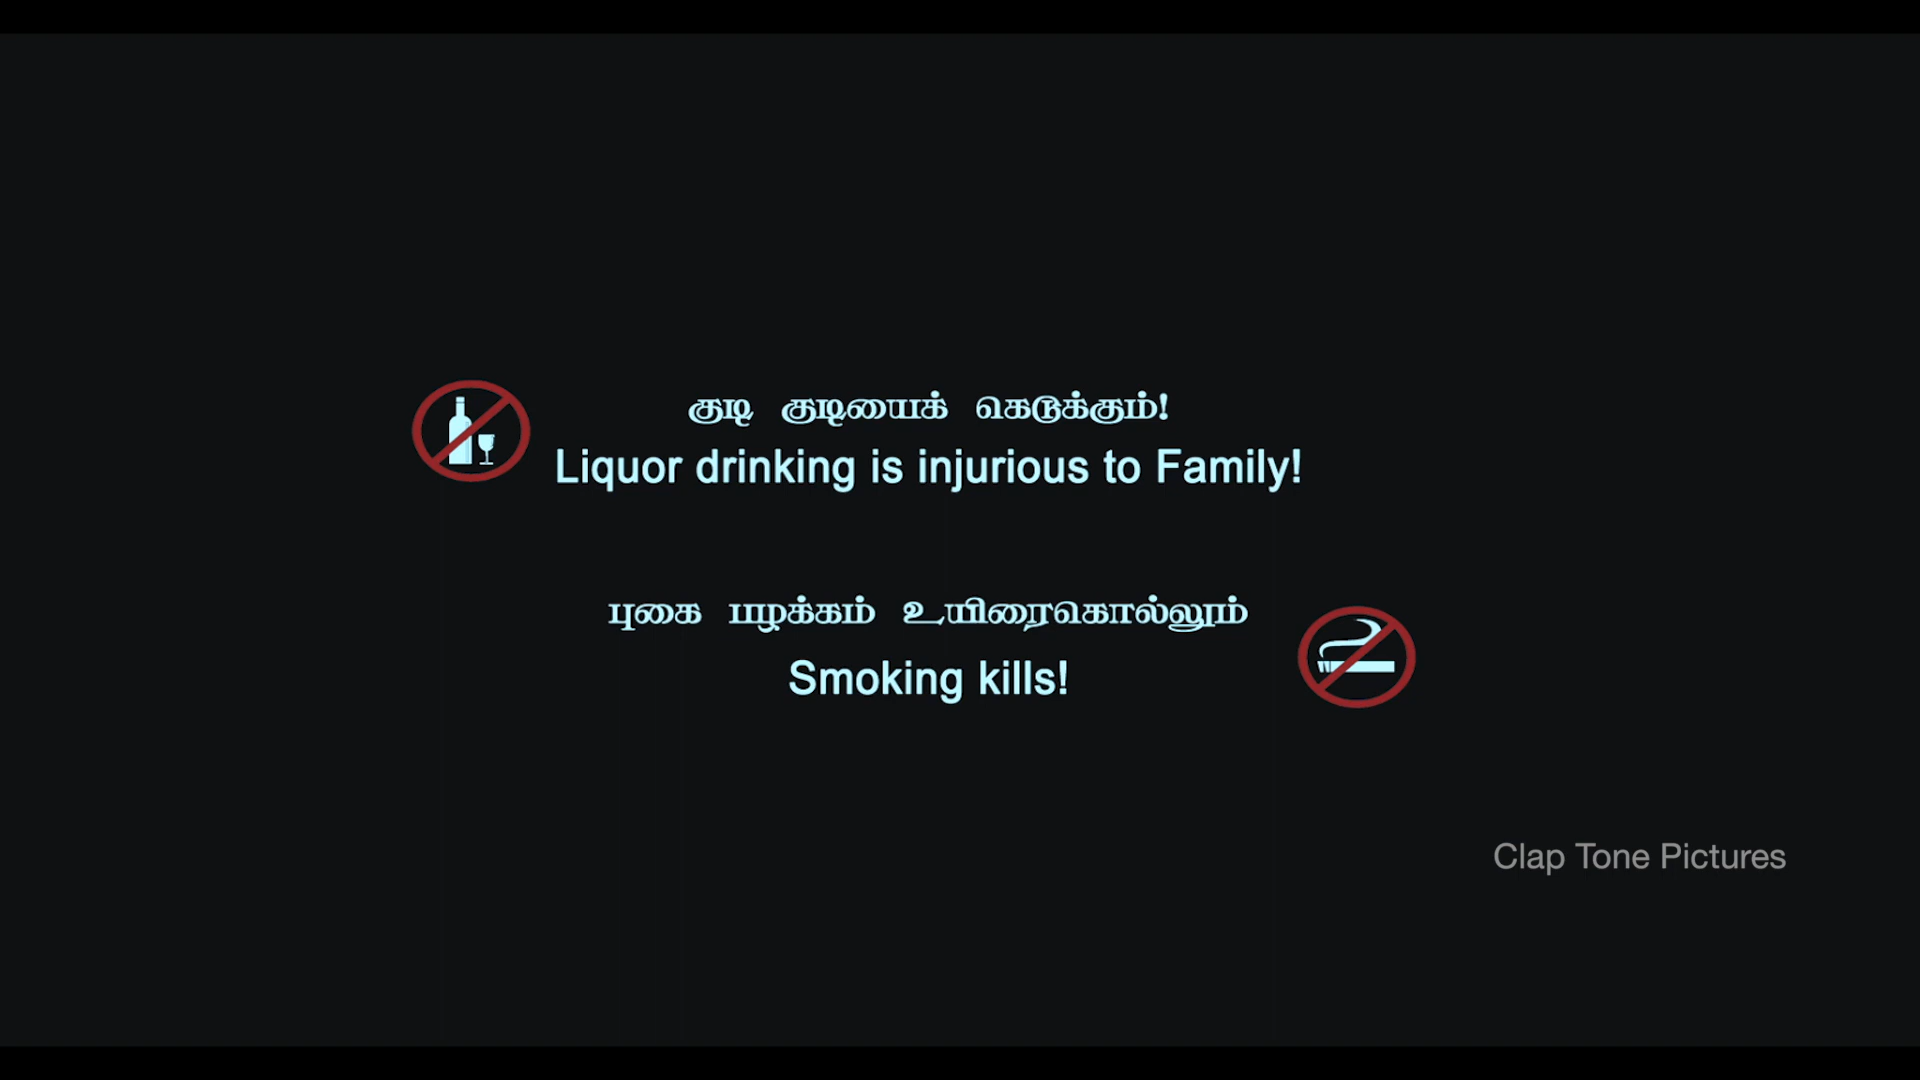 குடி குடியைக் கெடுக்கும்!
Liquor drinking is injurious to Family!
புகை பழக்கம் உயிரைகொல்லூம்
Smoking kills!
Clap Tone Pictures